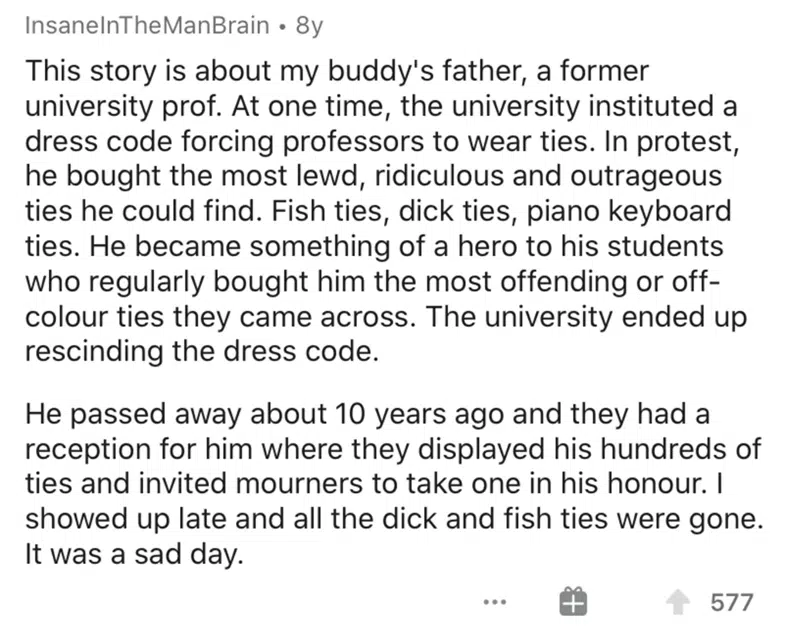 InsaneInTheManBrain • 8y
This story is about my buddy's father, a former
university prof. At one time, the university instituted a
dress code forcing professors to wear ties. In protest,
he bought the most lewd, ridiculous and outrageous
ties he could find. Fish ties, dick ties, piano keyboard
ties. He became something of a hero to his students
who regularly bought him the most offending or off-
colour ties they came across. The university ended up
rescinding the dress code.
He passed away about 10 years ago and they had a
reception for him where they displayed his hundreds of
ties and invited mourners to take one in his honour. I
showed up late and all the dick and fish ties were gone.
It was a sad day.
577